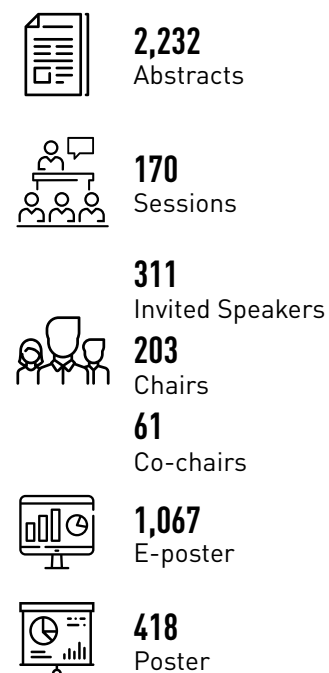 2,232
Abstracts
170
Sessions
311
Invited Speakers
203
Chairs
61
Co-chairs
1,067
E-poster
418
Poster